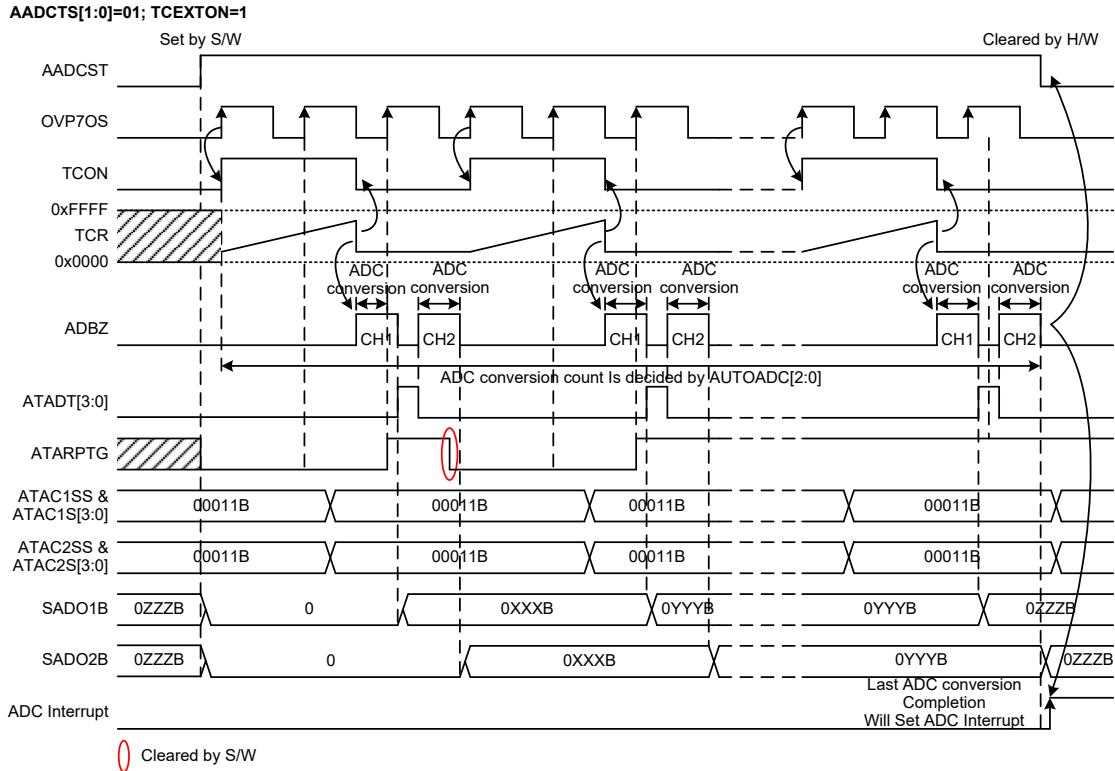 AADCTS[1:0]=01; TCEXTON=1
Set by S/W
Cleared by H/W
AADCST
OVP7OS
TCON
0xFFFF
TCR
0x0000
ADC conversion
ADC conversion
ADC conversion
ADC conversion
ADC conversion
ADC conversion
ADBZ
CH1
CH2
CH1
CH2
CH1
CH2
ADC conversion count Is decided by AUTOADC[2:0]
ATADT[3:0]
ATARPTG
ATAC1SS &
ATAC1S[3:0]
00011B
00011B
00011B
00011B
ATAC2SS &
ATAC2S[3:0]
00011B
00011B
00011B
00011B
SADO1B
0ZZZB
0
0XXXB
0YYYB
0YYYB
0ZZZB
SADO2B
0ZZZB
0
0XXXB
0YYYB
0ZZZB
Last ADC conversion
Completion
Will Set ADC Interrupt
ADC Interrupt
Cleared by S/W